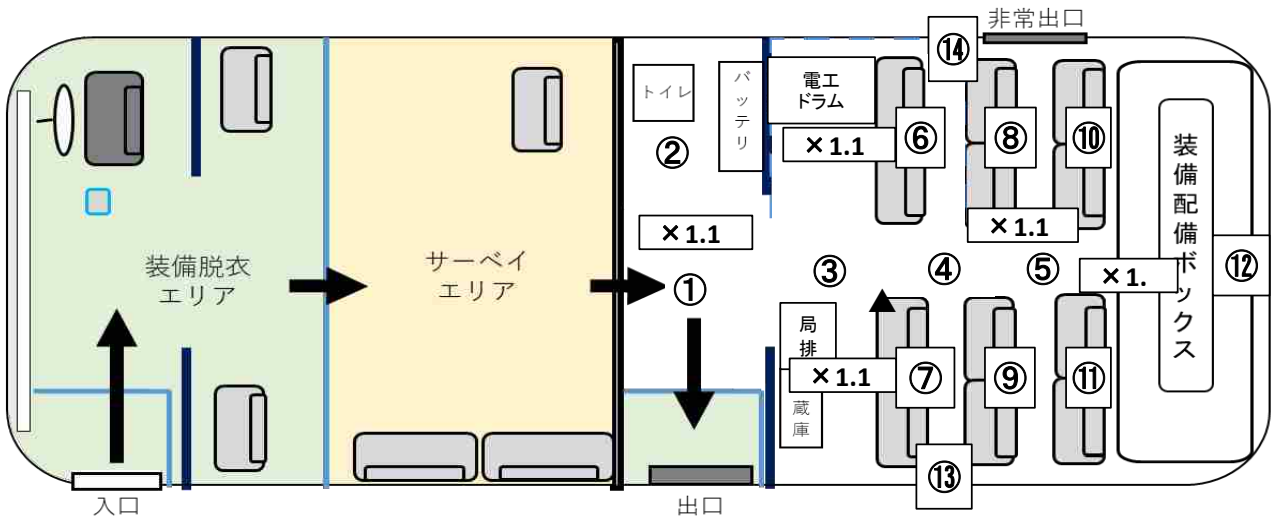 非常出口
⑭
トイレ
バッテリ
電工
ドラム
⑥
⑧
⑩
×1.1
②
装備配備ボックス
×1.1
×1.1
装備脱衣
エリア
サーベイ
エリア
①
③
④
⑤
×1.
⑫
局排
×1.1
蔵庫
⑦
⑨
⑪
⑬
入口
出口